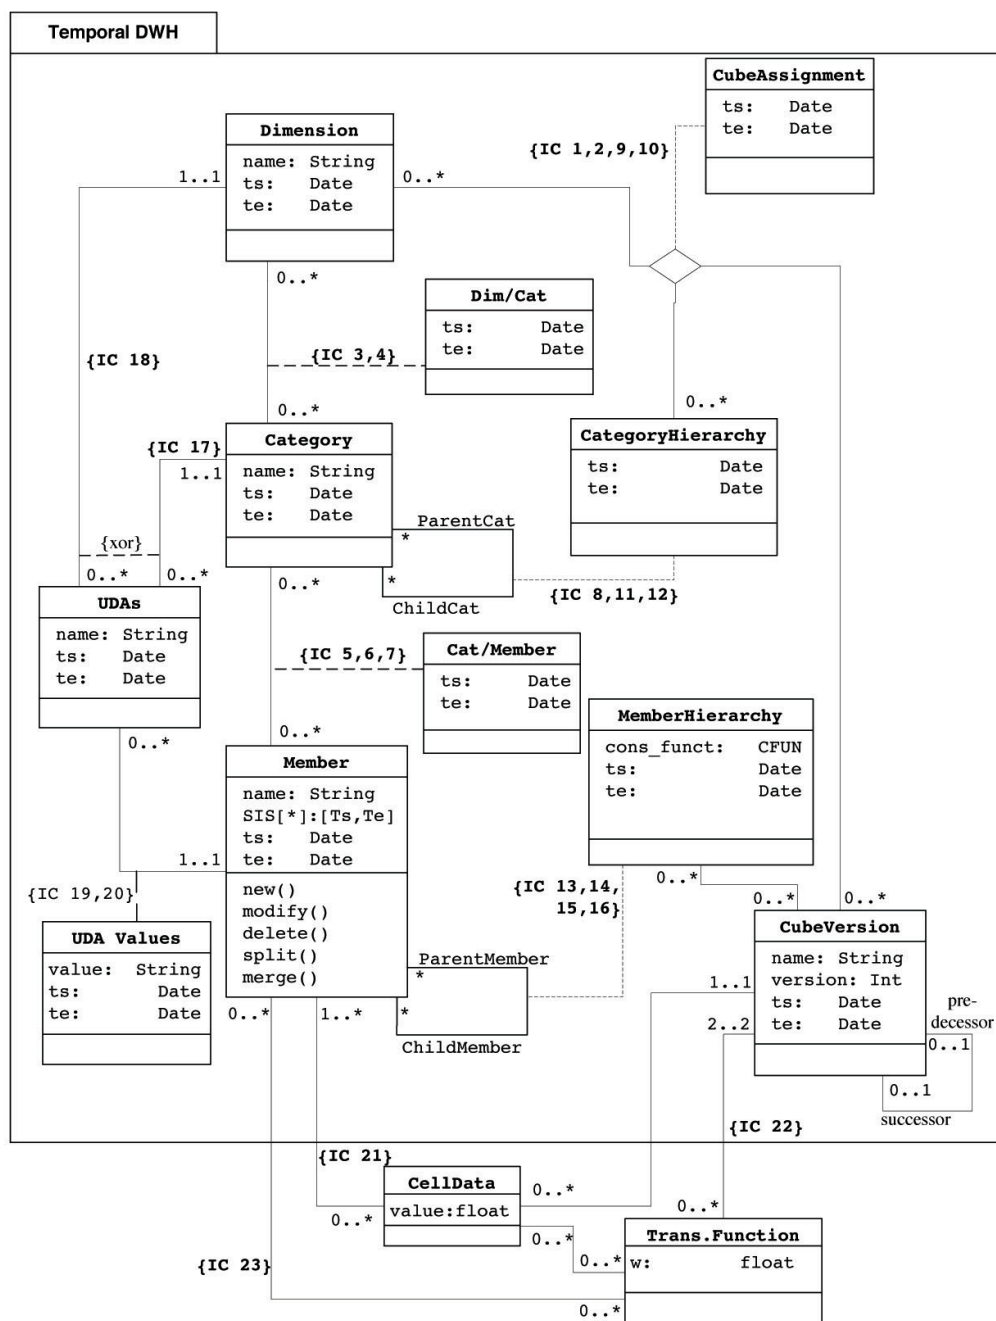 Temporal DWH
CubeAssignment
ts: Date
te: Date
Dimension
name: String
ts: Date
te: Date
{IC 1,2,9,10}
1..1
0..*
0..*
Dim/Cat
ts: Date
te: Date
{IC 18}
{IC 3,4}
0..*
0..*
Category
name: String
ts: Date
te: Date
{IC 17}
1..1
CategoryHierarchy
ts: Date
te: Date
ParentCat
*
*
ChildCat
{IC 8,11,12}
{xor}
0..*
0..*
0..*
UDAs
name: String
ts: Date
te: Date
{IC 5,6,7}
Cat/Member
ts: Date
te: Date
0..*
0..*
MemberHierarchy
cons_funct: CFUN
ts: Date
te: Date
Member
name: String
SIS[*]:[Ts,Te]
ts: Date
te: Date
new()
modify()
delete()
split()
merge()
1..1
{IC 19,20}
{IC 13,14,
15,16}
0..*
0..*
0..*
UDA Values
value: String
ts: Date
te: Date
CubeVersion
name: String
version: Int
ts: Date
te: Date
ParentMember
*
*
ChildMember
0..*
1..*
1..1
2..2
pre-
decessor
0..1
0..1
successor
{IC 22}
{IC 21}
CellData
value:float
0..*
0..*
0..*
0..*
0..*
Trans.Function
w: float
{IC 23}
0..*